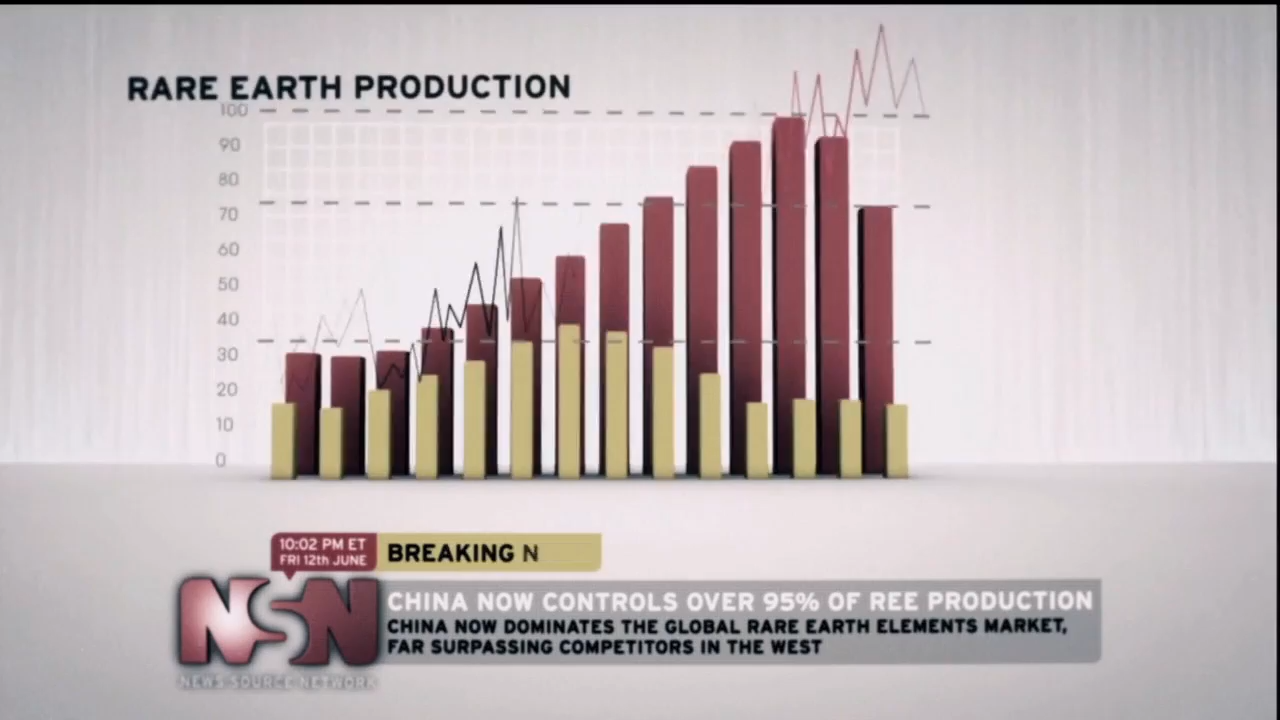 RARE EARTH PRODUCTION
100
90
80
70
60
50
40
30
20
10
0
10:02 PM ET
FRI 12th JUNE
BREAKING N
NSN
NEWS SOURCE NETWORK
CHINA NOW CONTROLS OVER 95% OF REE PRODUCTION
CHINA NOW DOMINATES THE GLOBAL RARE EARTH ELEMENTS MARKET,
FAR SURPASSING COMPETITORS IN THE WEST